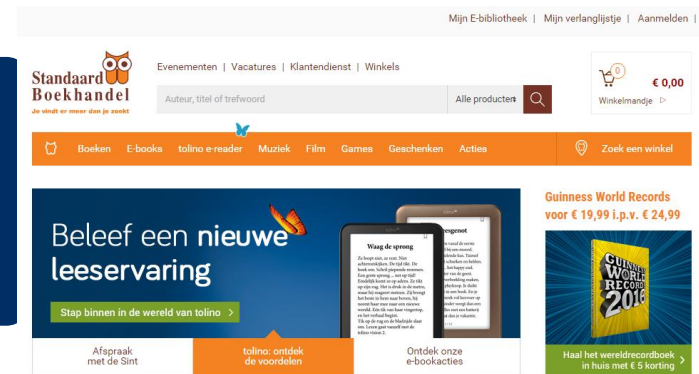 Mijn E-bibliotheek | Mijn verlanglijstje | Aanmelden |
Standaard
Boekhandel
Je vindt er meer dan je zoekt
Evenementen | Vacatures | Klantendienst | Winkels
Auteur, titel of trefwoord
Alle producten
0
€ 0,00
Winkelmandje
Boeken E-books tolino e-reader Muziek Film Games Geschenken Acties
Zoek een winkel
Beleef een nieuwe
leeservaring
Stap binnen in de wereld van tolino >
Waag de sprong
Afspraak
met de Sint
tolino: ontdek
de voordelen
Ontdek onze
e-bookacties
Guinness World Records
voor € 19,99 i.p.v. € 24,99
GUINNESS
WORLD
RECORDS
2016
Haal het wereldrecordboek
in huis met € 5 korting >